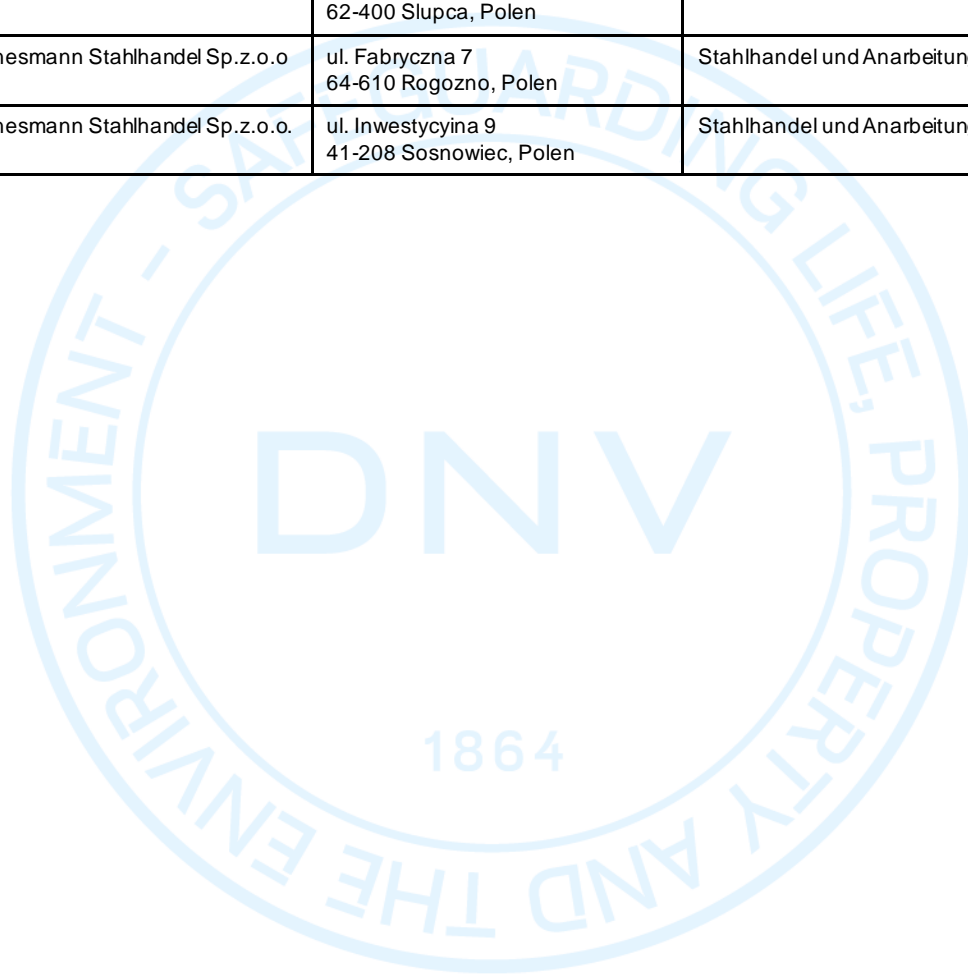 62-400 Slupca, Polen
nesmann Stahlhandel Sp.z.o.o
ul. Fabryczna 7
64-610 Rogozno, Polen
Stahlhandel und Anarbeitun
nesmann Stahlhandel Sp.z.o.o.
ul. Inwestycyina 9
41-208 Sosnowiec, Polen
Stahlhandel und Anarbeitun
SAFEGUARDING LIFE, PROPERTY AND THE ENVIRONMENT -
DNV
1864